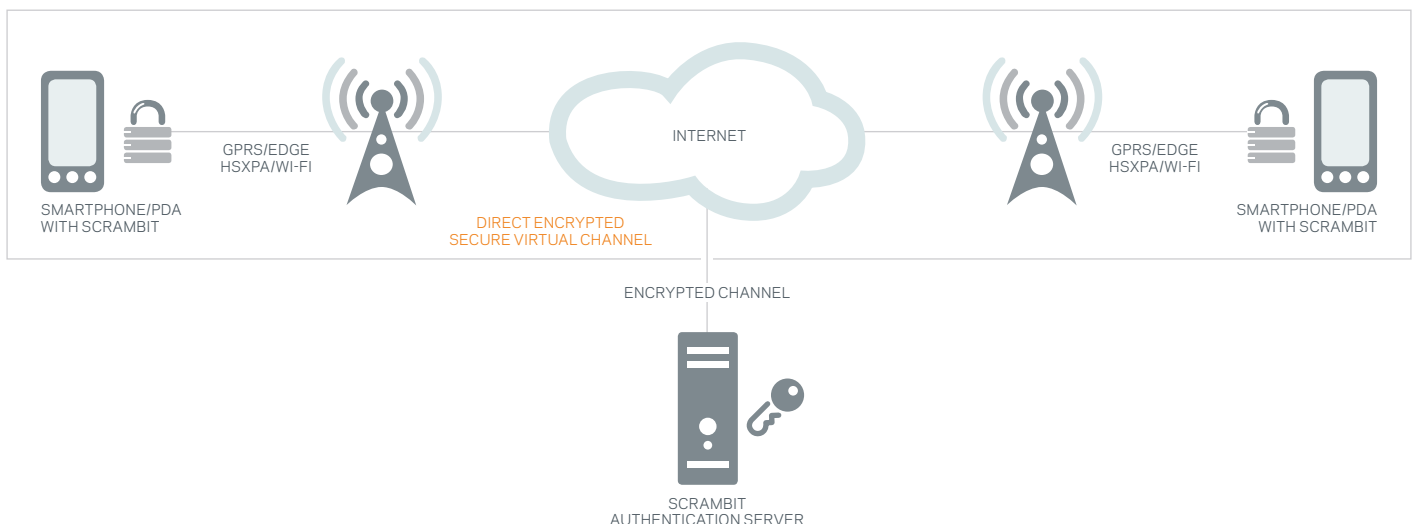 INTERNET
GPRS/EDGE
HSXPA/WI-FI
GPRS/EDGE
HSXPA/WI-FI
SMARTPHONE/PDA
WITH SCRAMBIT
DIRECT ENCRYPTED
SECURE VIRTUAL CHANNEL
SMARTPHONE/PDA
WITH SCRAMBIT
ENCRYPTED CHANNEL
SCRAMBIT
AUTHENTICATION SERVER